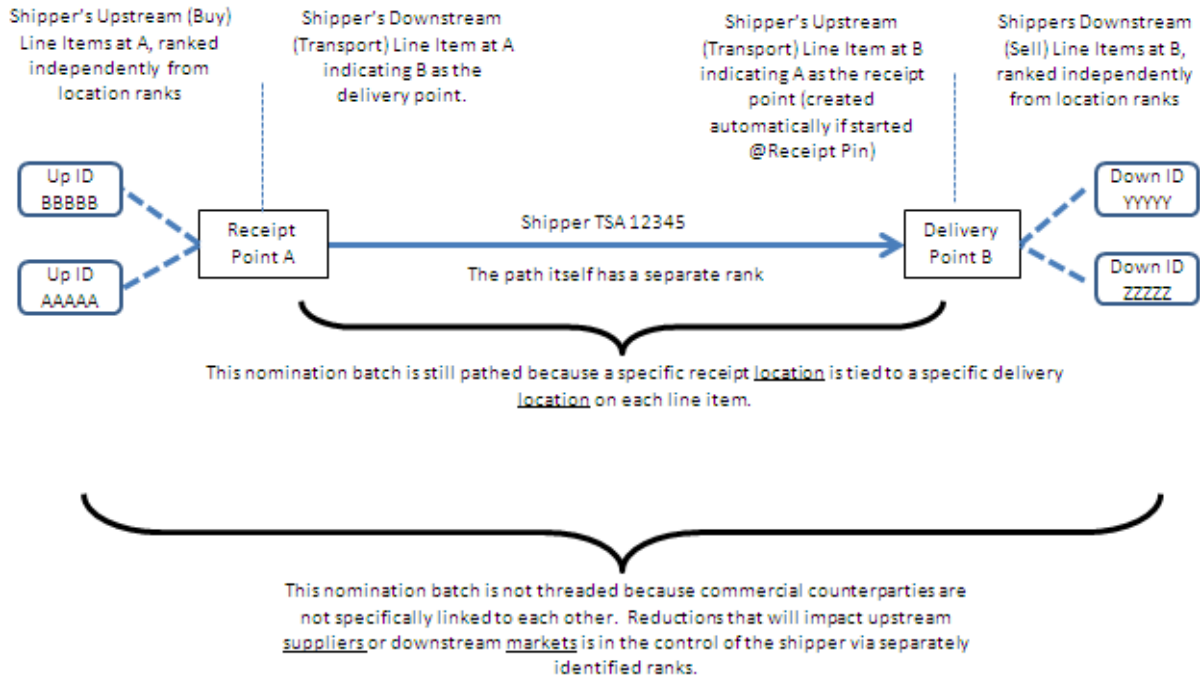 Shipper's Upstream (Buy)
Line Items at A, ranked
independently from
location ranks
Shipper's Downstream
(Transport) Line Item at A
indicating B as the
delivery point.
Shipper's Upstream
(Transport) Line Item at B
indicating A as the receipt
point (created
automatically if started
@Receipt Pin)
Shippers Downstream
(Sell) Line Items at B,
ranked independently
from location ranks
Up ID
BBBBB
Up ID
AAAAA
Receipt
Point A
Shipper TSA 12345
The path itself has a separate rank
Delivery
Point B
Down ID
YYYYY
Down ID
ZZZZZ
This nomination batch is still pathed because a specific receipt location is tied to a specific delivery
location on each line item.
This nomination batch is not threaded because commercial counterparties are
not specifically linked to each other. Reductions that will impact upstream
suppliers or downstream markets is in the control of the shipper via separately
identified ranks.